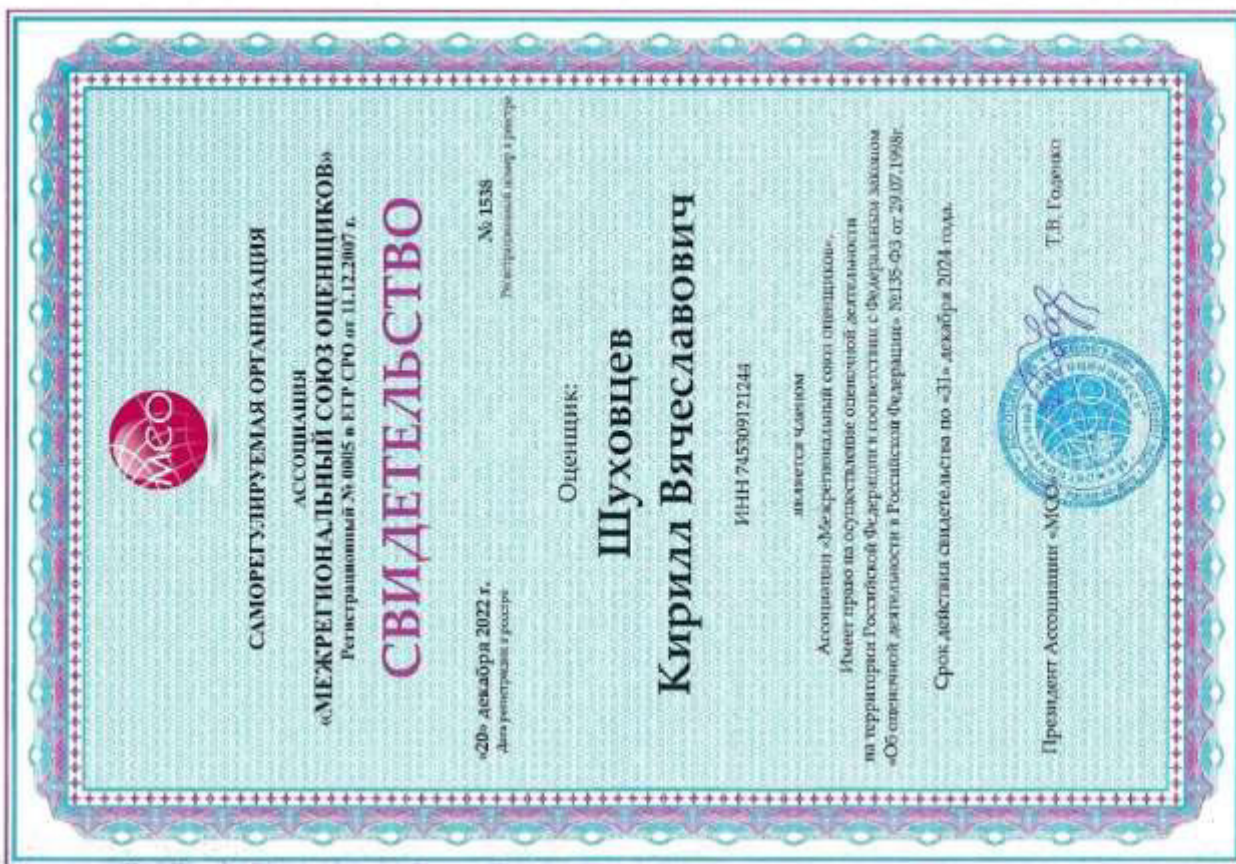 МСО
САМОРЕГУЛИРУЕМАЯ ОРГАНИЗАЦИЯ
АССОЦИАЦИЯ
«МЕЖРЕГИОНАЛЬНЫЙ СОЮЗ ОЦЕНЩИКОВ»
Регистрационный № 0005 в ЕГР СРО от 11.12.2007 г.
СВИДЕТЕЛЬСТВО
«20» декабря 2022 г. № 1538
Дата регистрации в реестре Регистрационный номер в реестре
Оценщик:
Шуховцев
Кирилл Вячеславович
ИНН 745309121244
является членом
Ассоциации «Межрегиональный союз оценщиков».
Имеет право на осуществление оценочной деятельности
на территории Российской Федерации в соответствии с Федеральным законом
«Об оценочной деятельности в Российской Федерации» №135-ФЗ от 29.07.1998г.
Срок действия свидетельства по «31» декабря 2024 года.
Президент Ассоциации «МСО» Т.В. Годенко